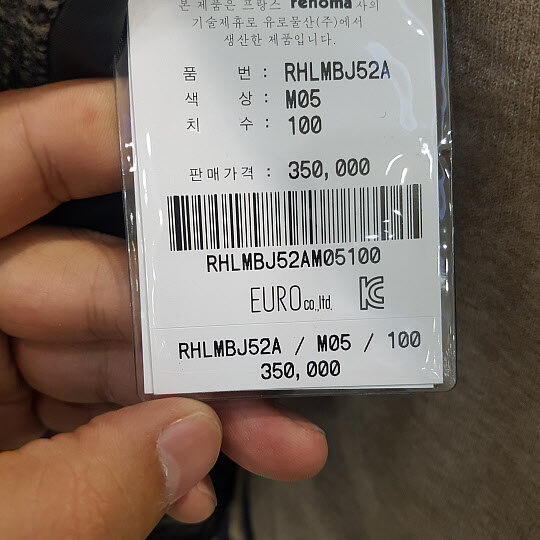 본 제품은 프랑스 renoma 사의
기술제휴로 유로물산(주)에서
생산한 제품입니다.
품 번 : RHLMBJ52A
색 상 : M05
치 수 : 100
판매가격 : 350,000
RHLMBJ52AM05100
EURO co.,ltd.
RHLMBJ52A / M05 / 100
350,000